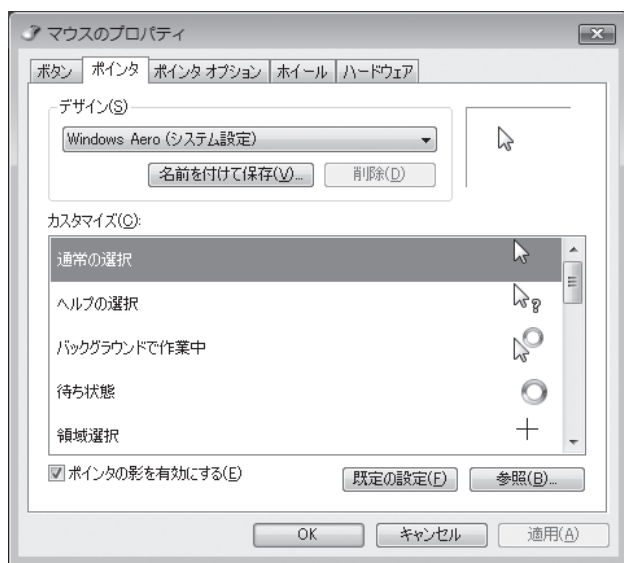 マウスのプロパティ
ボタン ポインタ ポインタ オプション ホイール ハードウェア
デザイン(S)
Windows Aero (システム設定)
名前を付けて保存(V)... 削除(D)
カスタマイズ(C):
通常の選択
ヘルプの選択
バックグラウンドで作業中
待ち状態
領域選択
ポインタの影を有効にする(E) 既定の設定(F) 参照(B)...
OK キャンセル 適用(A)